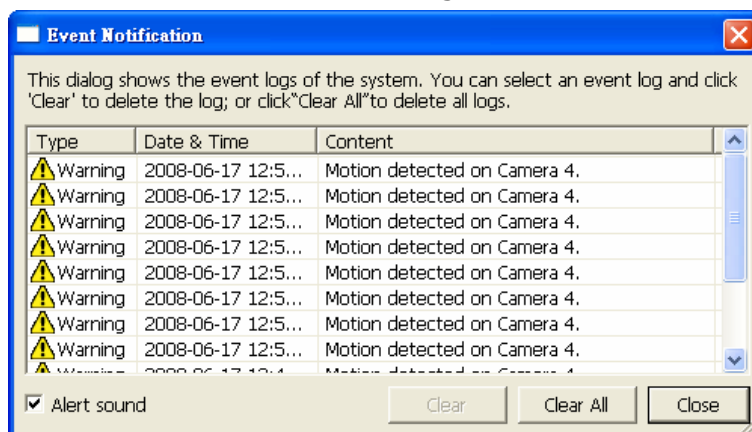 Event Notification
This dialog shows the event logs of the system. You can select an event log and click
'Clear' to delete the log; or click"Clear All"to delete all logs.
Type Date & Time Content
Warning 2008-06-17 12:5... Motion detected on Camera 4.
Warning 2008-06-17 12:5... Motion detected on Camera 4.
Warning 2008-06-17 12:5... Motion detected on Camera 4.
Warning 2008-06-17 12:5... Motion detected on Camera 4.
Warning 2008-06-17 12:5... Motion detected on Camera 4.
Warning 2008-06-17 12:5... Motion detected on Camera 4.
Warning 2008-06-17 12:5... Motion detected on Camera 4.
Warning 2008-06-17 12:5... Motion detected on Camera 4.
Alert sound Clear Clear All Close